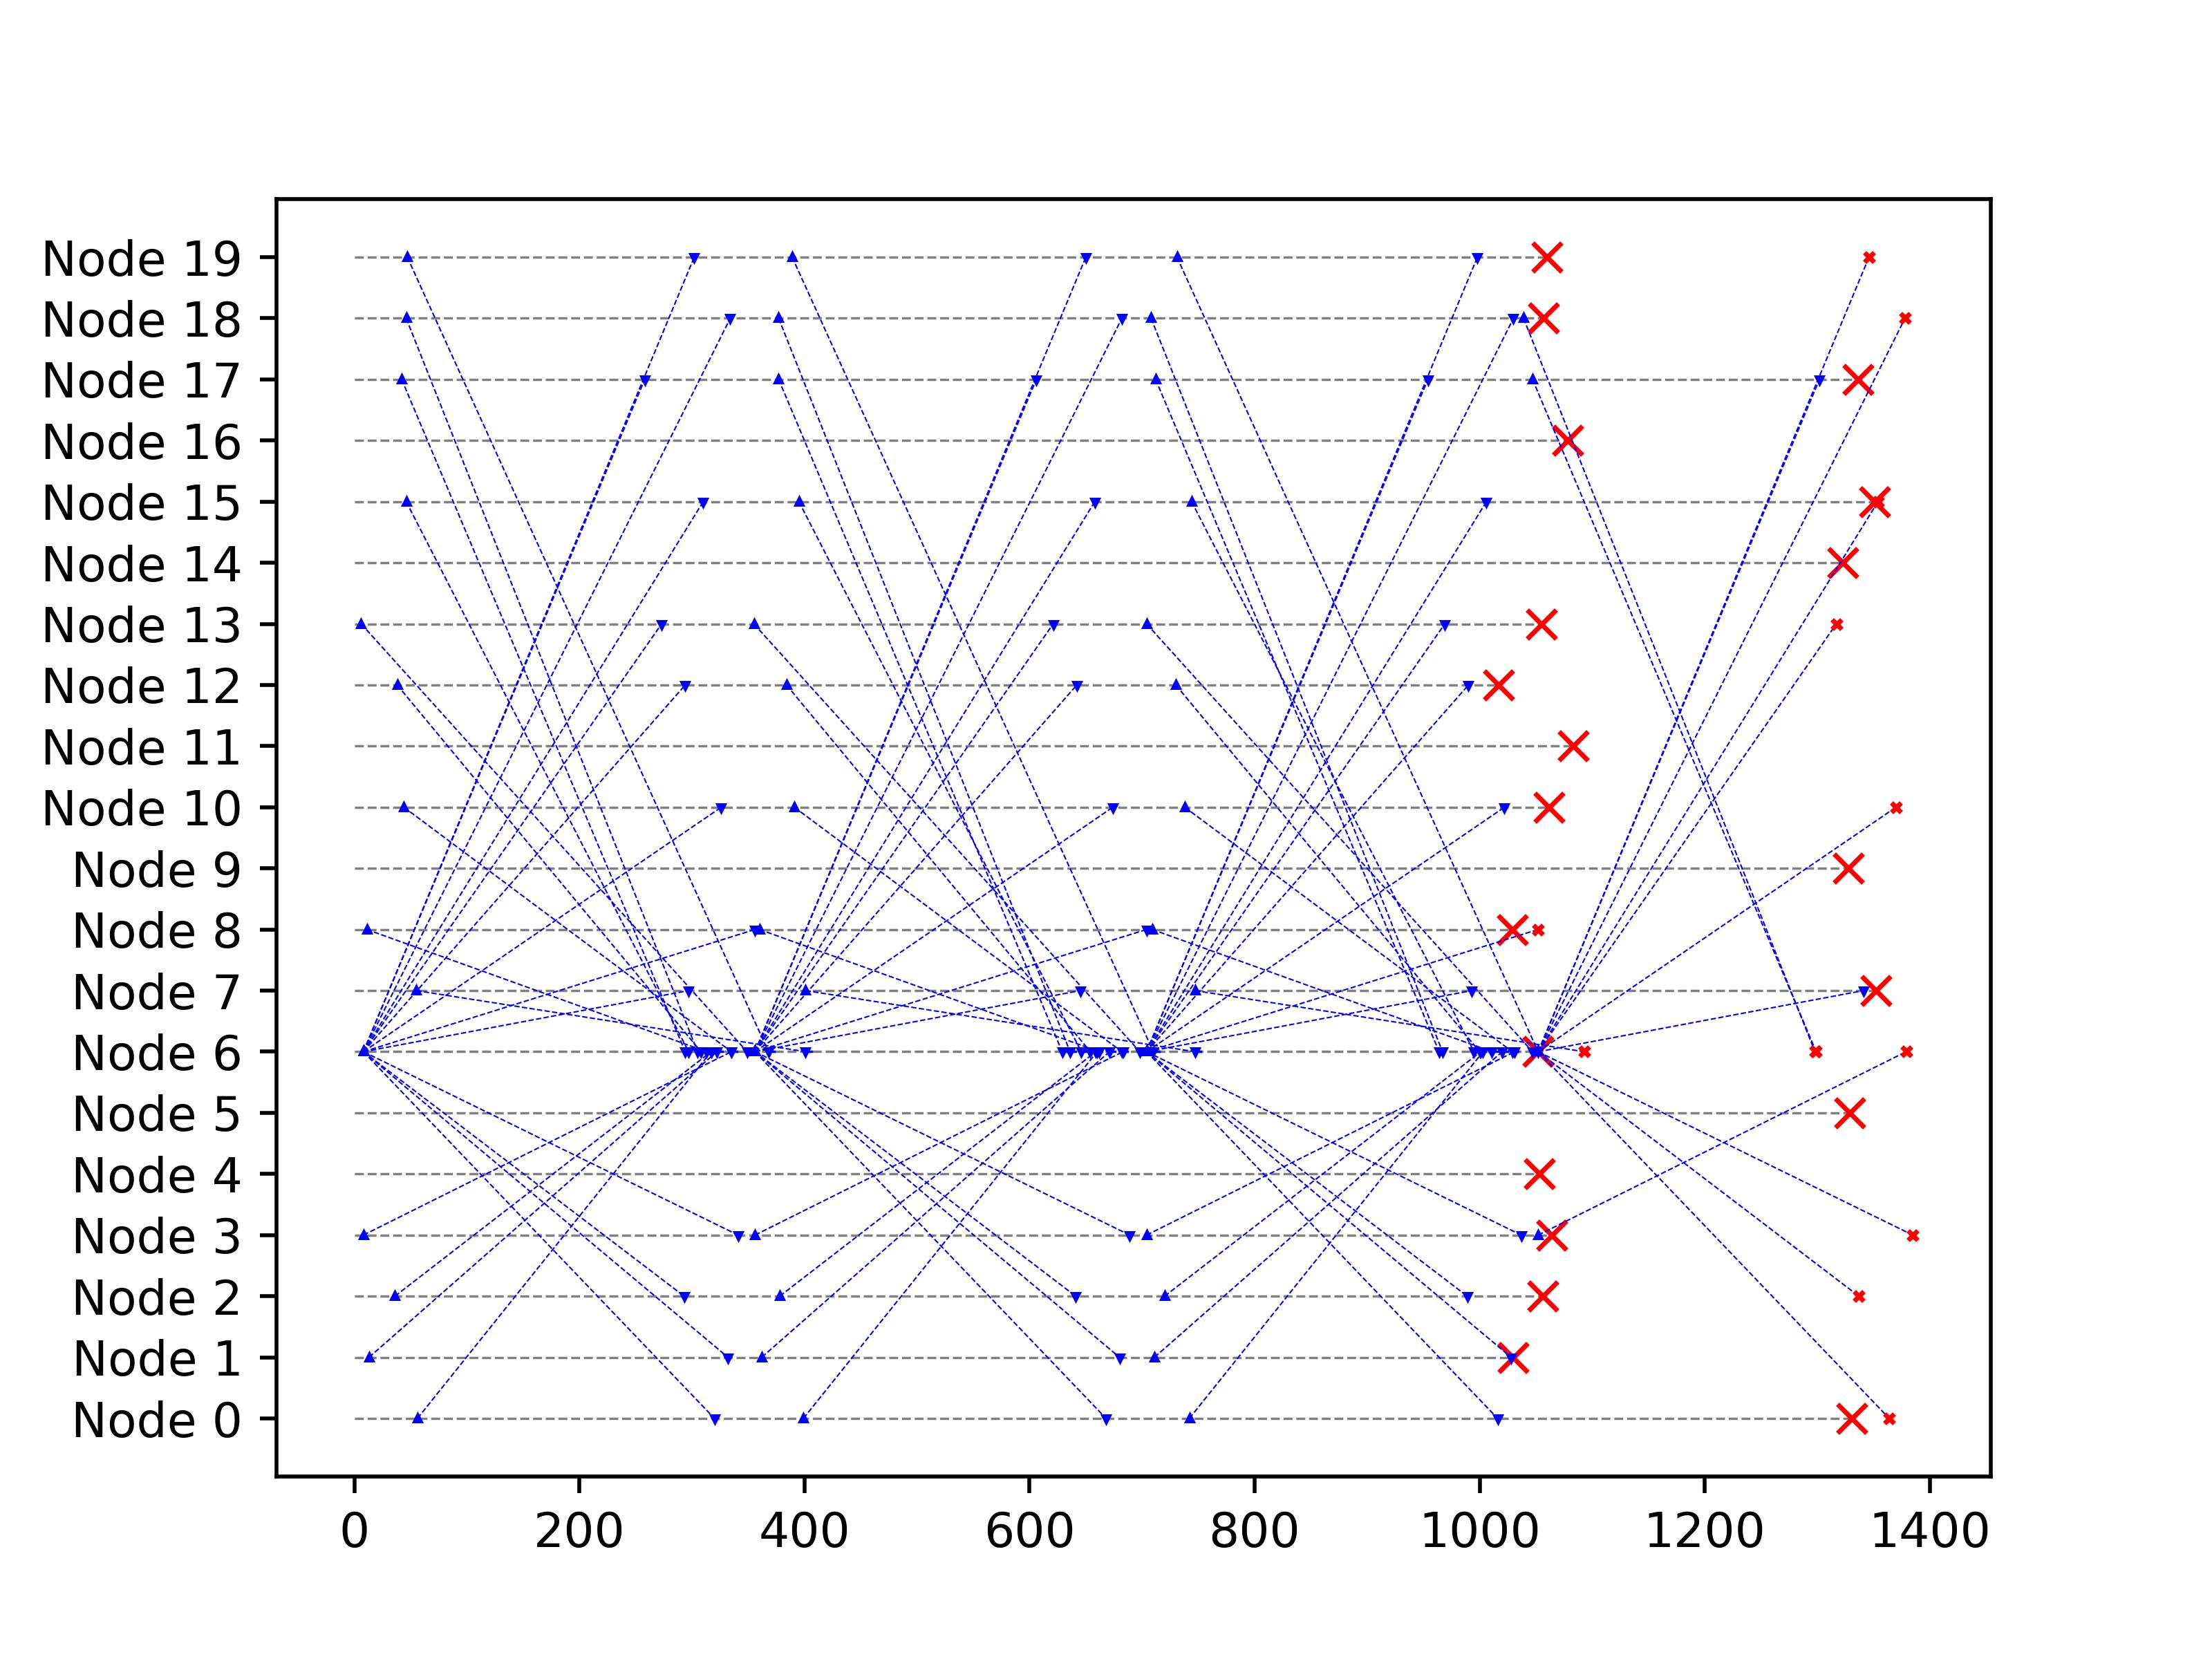 Node 19
Node 18
Node 17
Node 16
Node 15
Node 14
Node 13
Node 12
Node 11
Node 10
Node 9
Node 8
Node 7
Node 6
Node 5
Node 4
Node 3
Node 2
Node 1
Node 0
0 200 400 600 800 1000 1200 1400